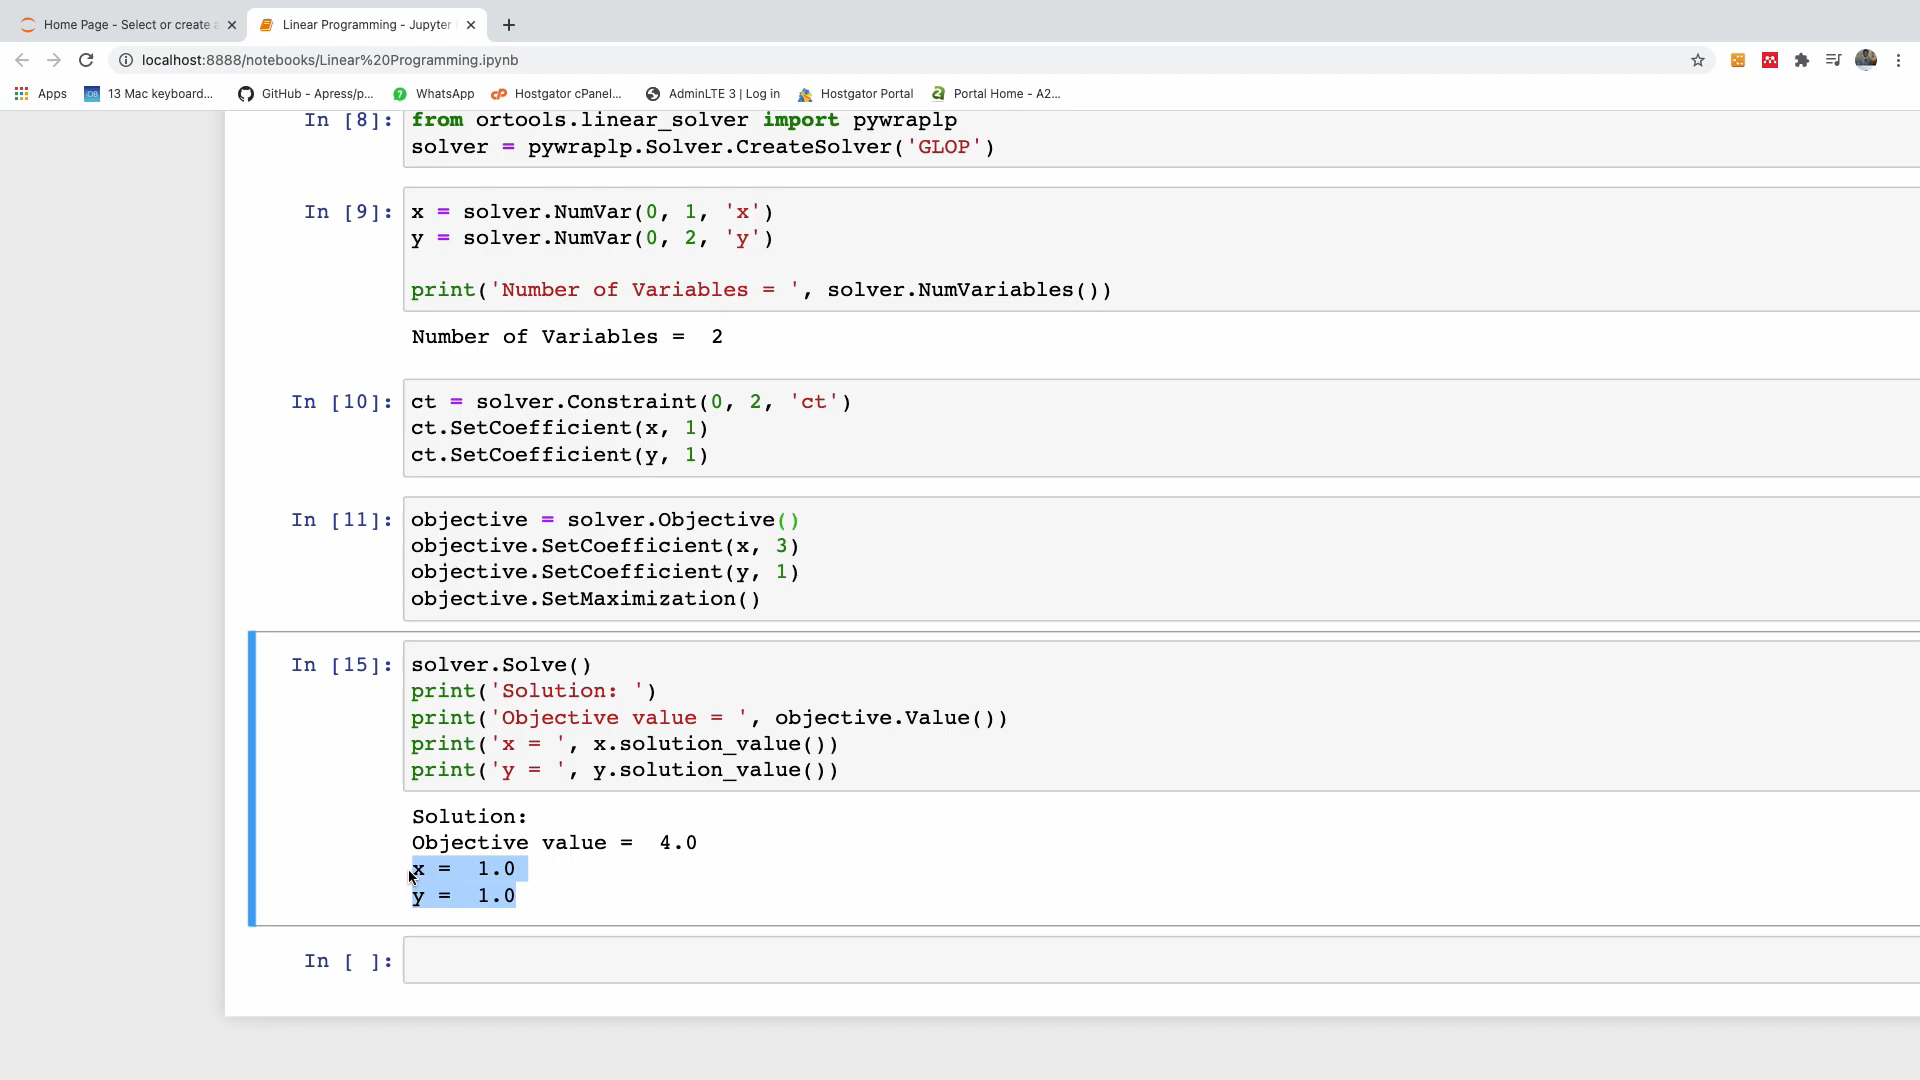 Home Page - Select or create a
Linear Programming - Jupyter
localhost:8888/notebooks/Linear%20Programming.ipynb
Apps
13 Mac keyboard...
GitHub - Apress/p...
WhatsApp
Hostgator cPanel...
AdminLTE 3 | Log in
Hostgator Portal
Portal Home - A2...
In [8]:
from ortools.linear_solver import pywraplp
solver = pywraplp.Solver.CreateSolver('GLOP')
In [9]:
x = solver.NumVar(0, 1, 'x')
y = solver.NumVar(0, 2, 'y')
print('Number of Variables = ', solver.NumVariables())
Number of Variables =  2
In [10]:
ct = solver.Constraint(0, 2, 'ct')
ct.SetCoefficient(x, 1)
ct.SetCoefficient(y, 1)
In [11]:
objective = solver.Objective()
objective.SetCoefficient(x, 3)
objective.SetCoefficient(y, 1)
objective.SetMaximization()
In [15]:
solver.Solve()
print('Solution: ')
print('Objective value = ', objective.Value())
print('x = ', x.solution_value())
print('y = ', y.solution_value())
Solution:
Objective value =  4.0
x =  1.0
y =  1.0
In [ ]: